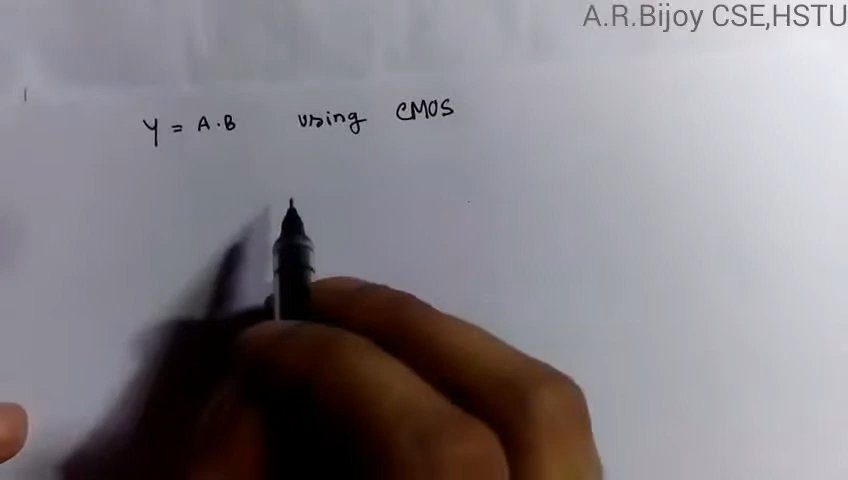 A.R.Bijoy CSE,HSTU
Y = A.B using CMOS